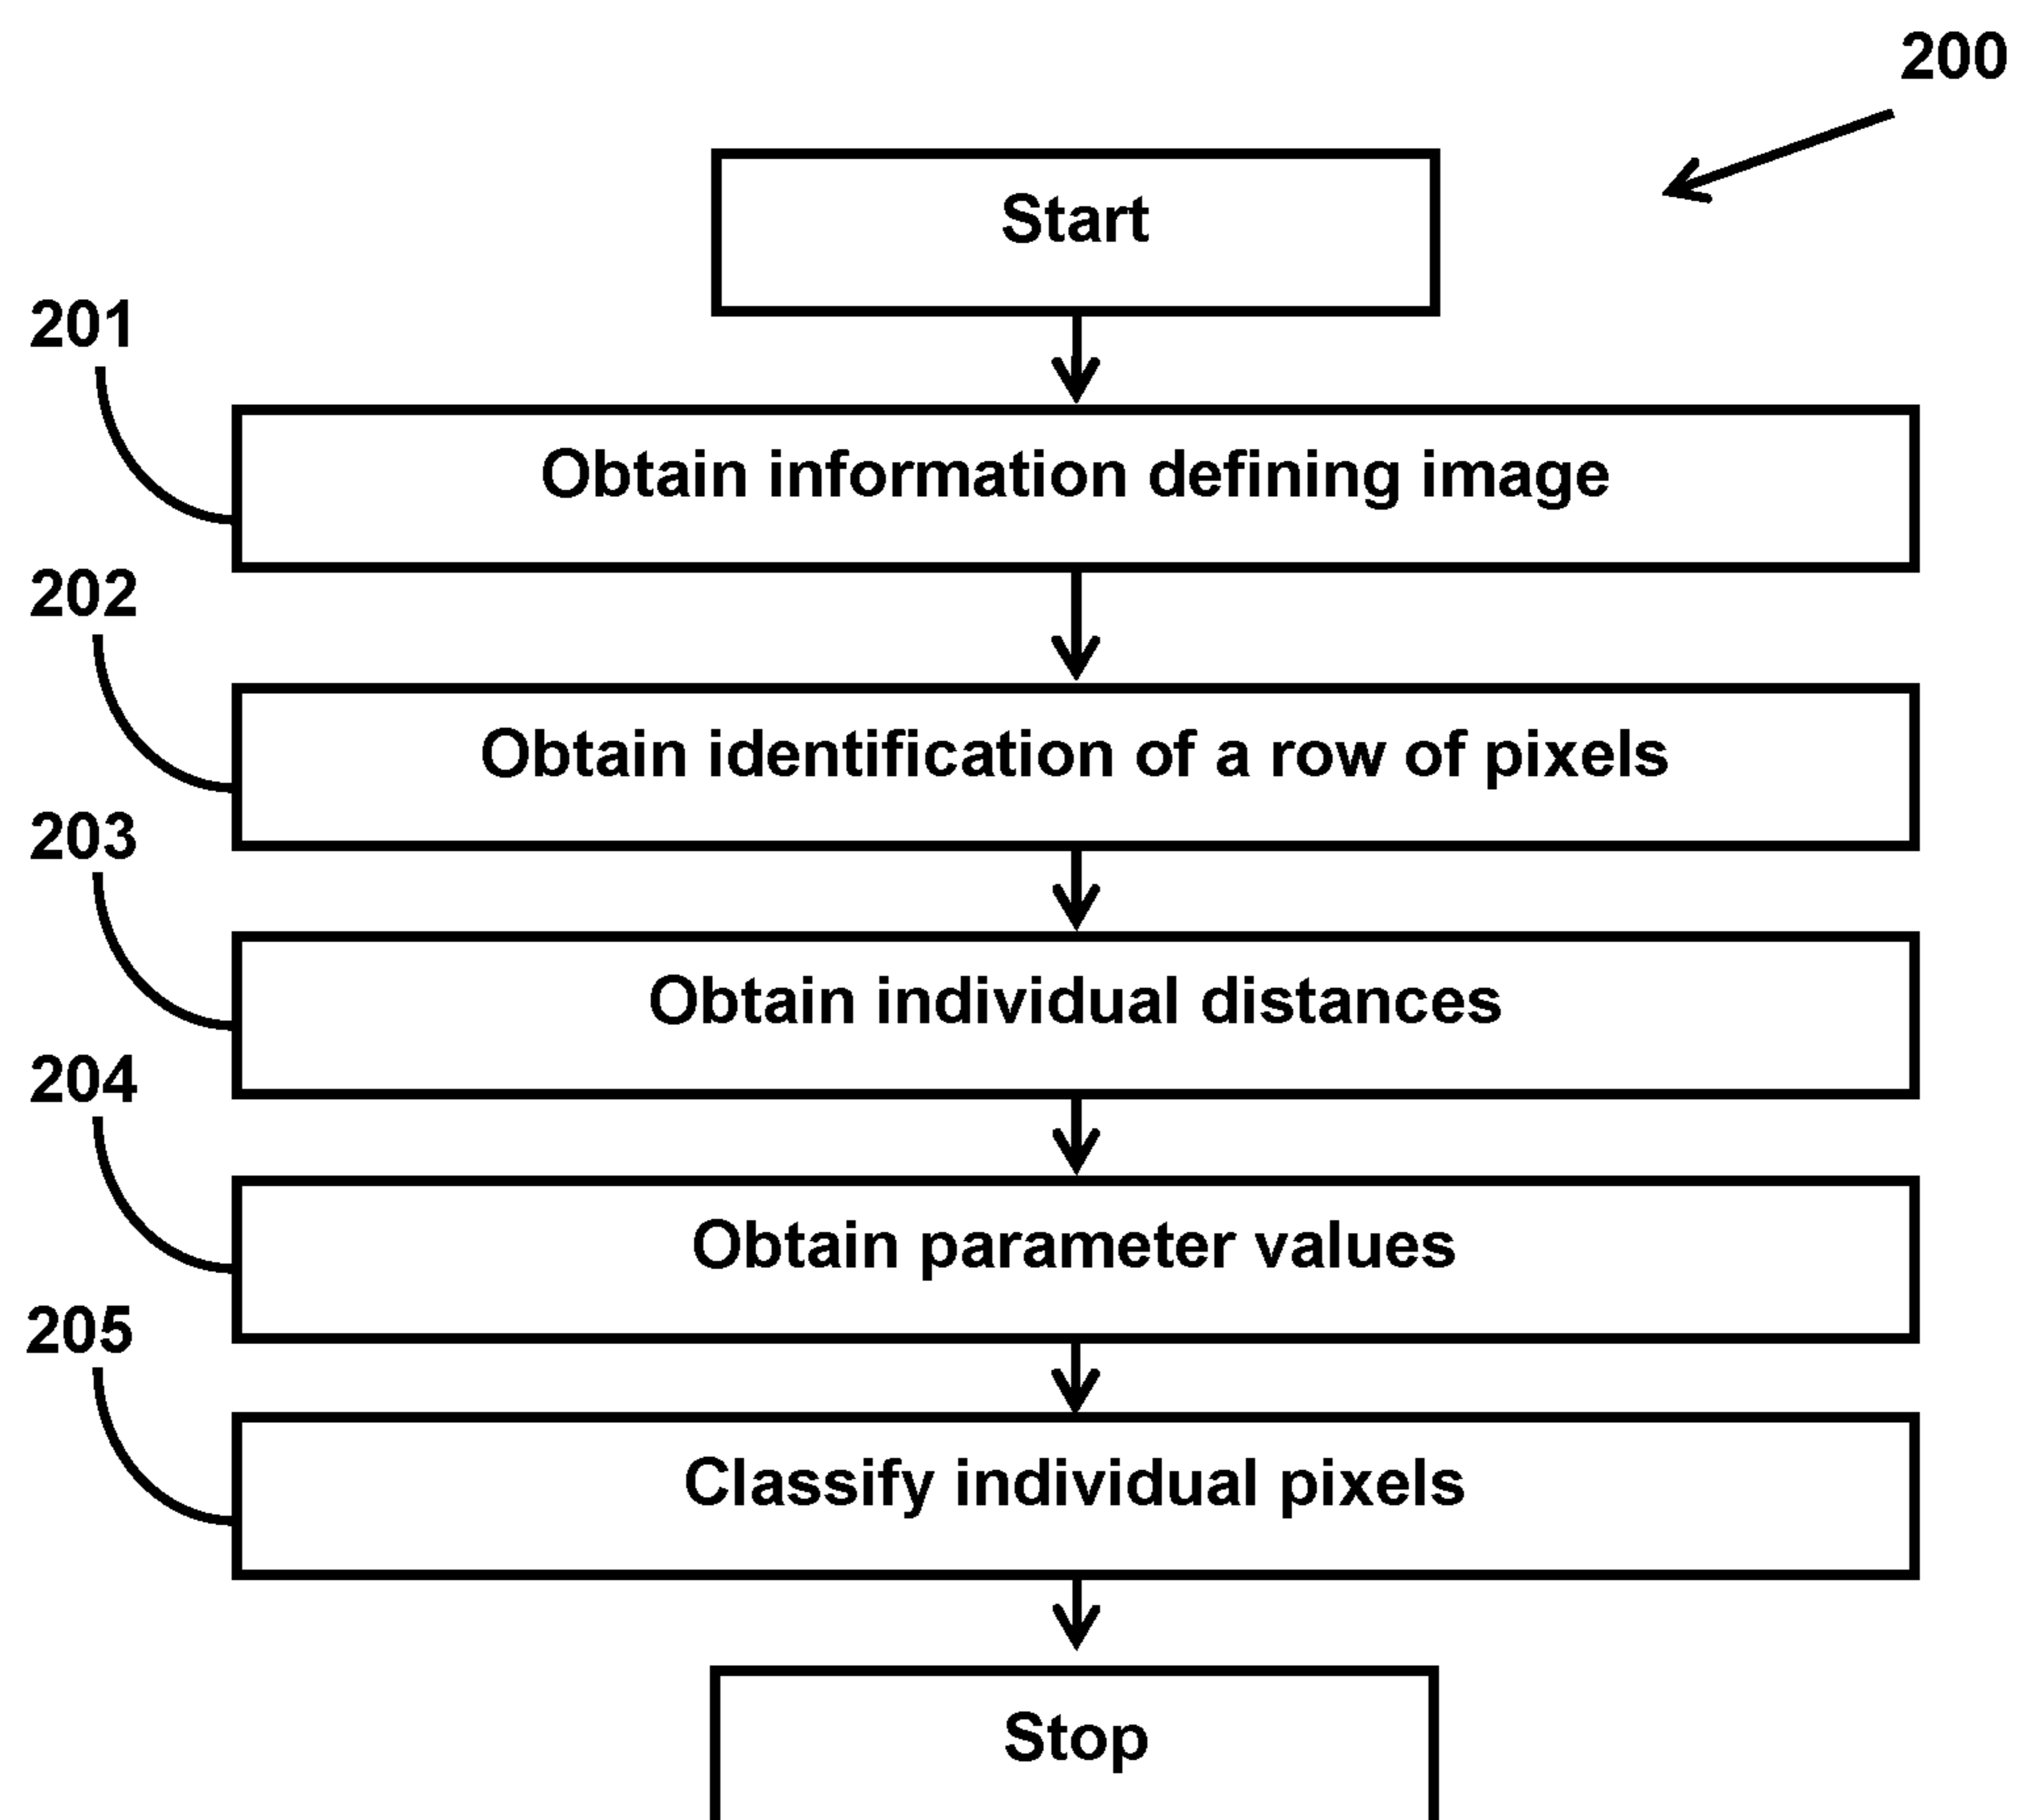 200
Start
201
Obtain information defining image
202
Obtain identification of a row of pixels
203
Obtain individual distances
204
Obtain parameter values
205
Classify individual pixels
Stop